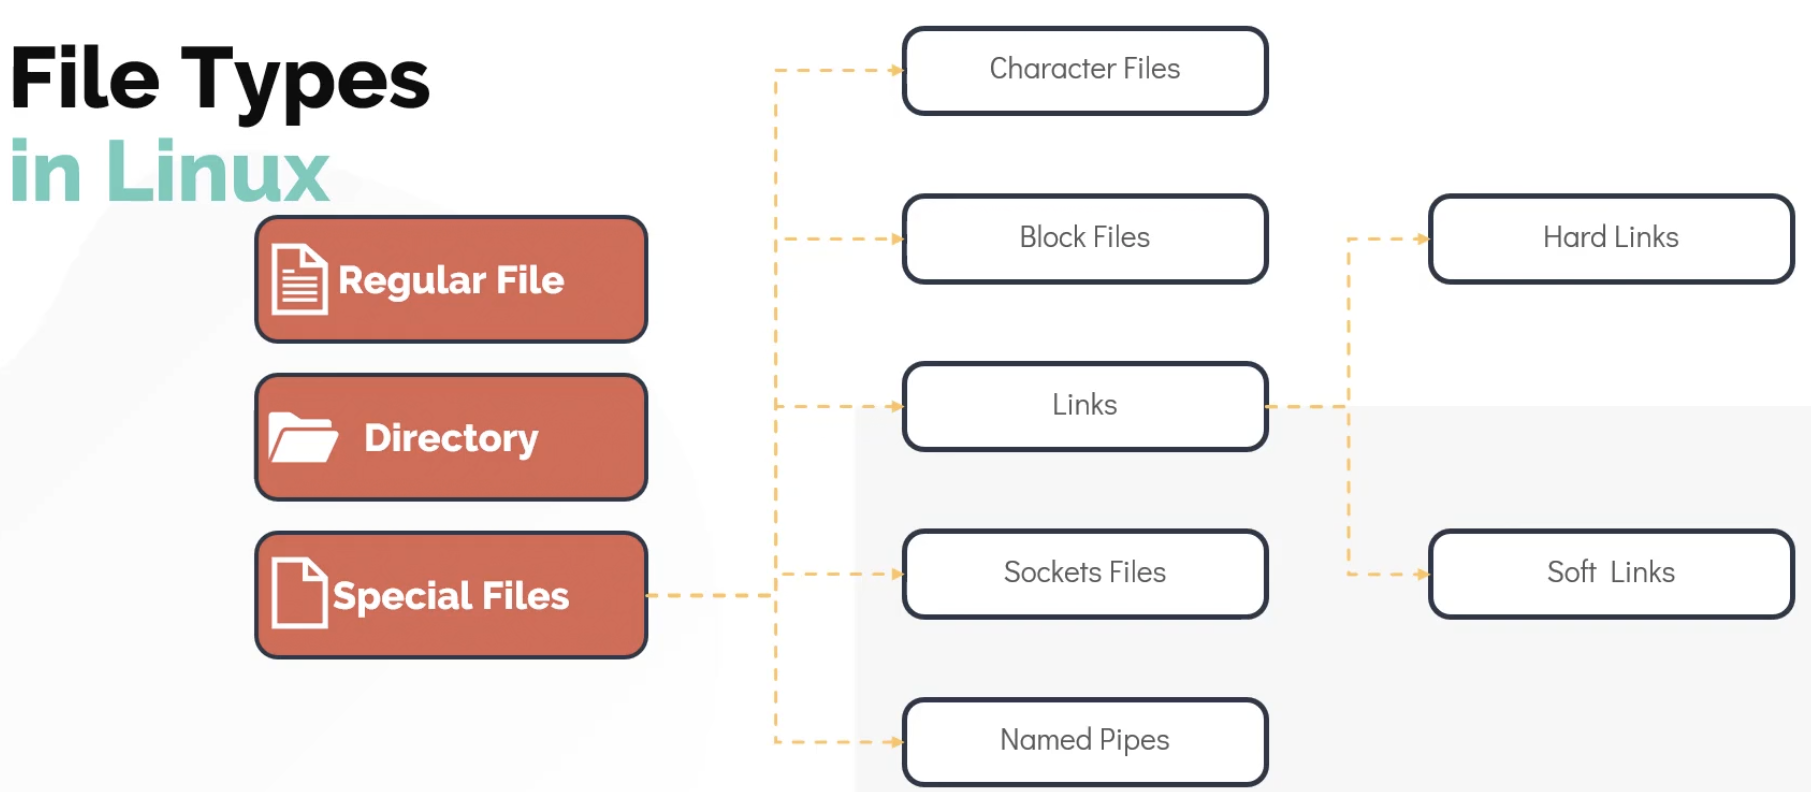 File Types
in Linux
Regular File
Directory
Special Files
Character Files
Block Files
Links
Sockets Files
Named Pipes
Hard Links
Soft Links